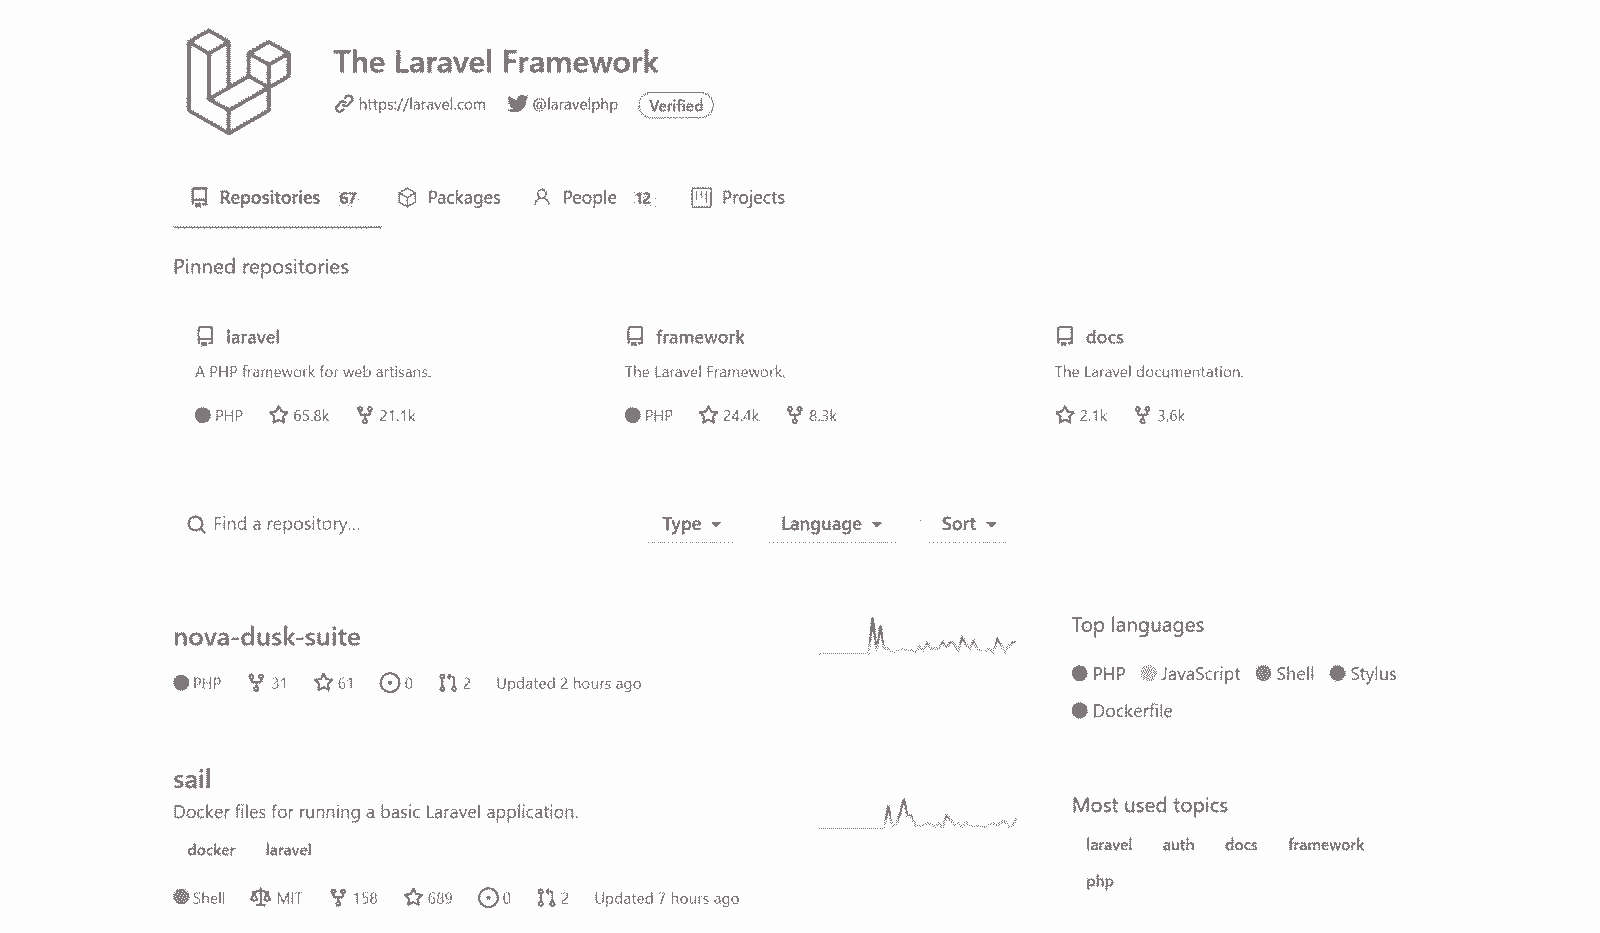 The Laravel Framework
https://laravel.com @laravelphp Verified
Repositories 67 Packages People 12 Projects
Pinned repositories
laravel
A PHP framework for web artisans.
PHP 65.8k 21.1k
framework
The Laravel Framework.
PHP 24.4k 8.3k
docs
The Laravel documentation.
2.1k 3.6k
Find a repository... Type Language Sort
nova-dusk-suite
PHP 31 61 0 2 Updated 2 hours ago
sail
Docker files for running a basic Laravel application.
docker laravel
Shell MIT 158 689 0 2 Updated 7 hours ago
Top languages
PHP JavaScript Shell Stylus
Dockerfile
Most used topics
laravel auth docs framework
php